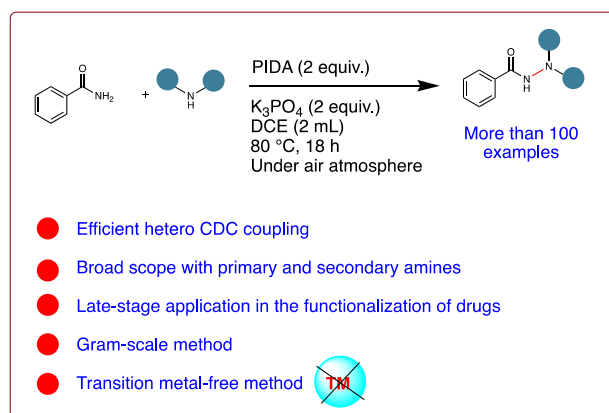 O
NH₂
+
N
H
PIDA (2 equiv.)
K₃PO₄ (2 equiv.)
DCE (2 mL)
80 °C, 18 h
Under air atmosphere
O
N
H
N
More than 100
examples
Efficient hetero CDC coupling
Broad scope with primary and secondary amines
Late-stage application in the functionalization of drugs
Gram-scale method
Transition metal-free method
TM